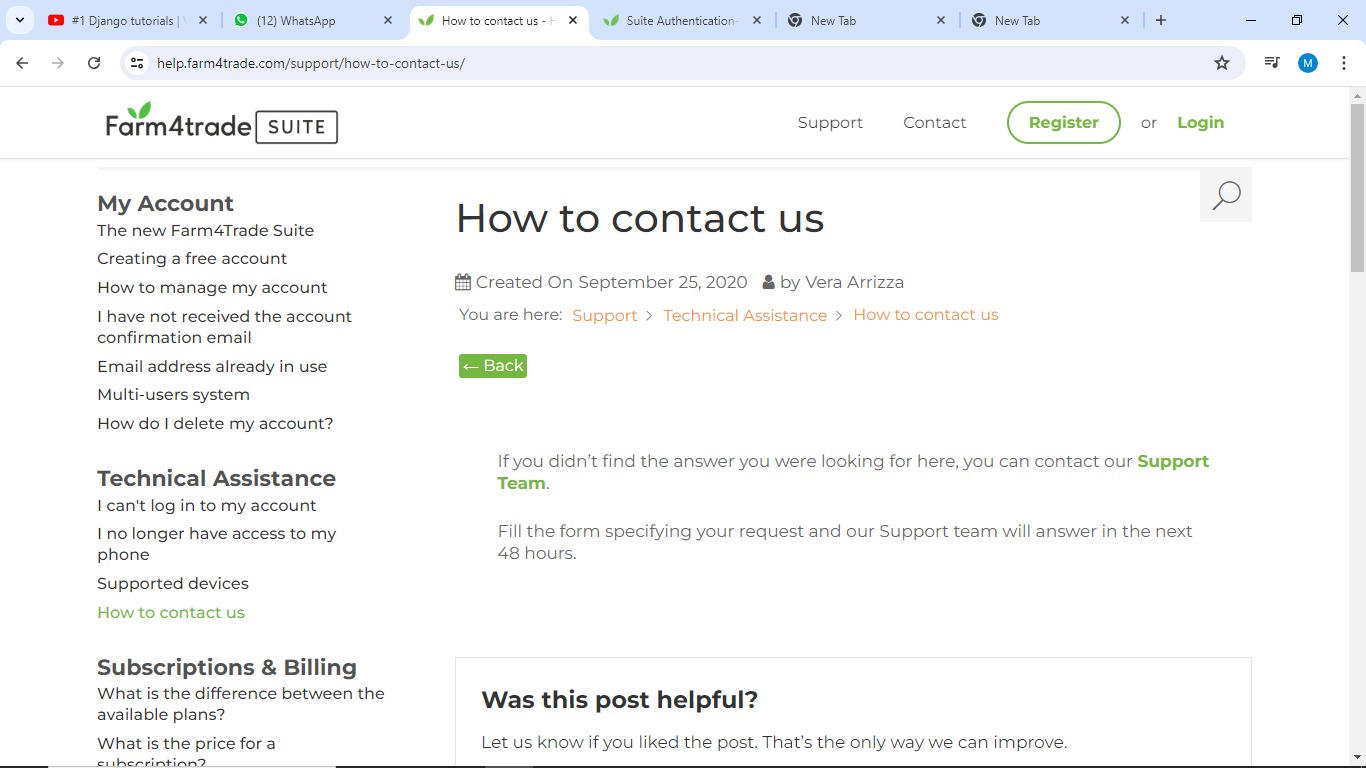 #1 Django tutorials |
(12) WhatsApp
How to contact us - H
Suite Authentication-
New Tab
New Tab
help.farm4trade.com/support/how-to-contact-us/
M
Farm4trade SUITE
Support
Contact
Register
or
Login
My Account
The new Farm4Trade Suite
Creating a free account
How to manage my account
I have not received the account
confirmation email
Email address already in use
Multi-users system
How do I delete my account?
Technical Assistance
I can't log in to my account
I no longer have access to my
phone
Supported devices
How to contact us
Subscriptions & Billing
What is the difference between the
available plans?
What is the price for a
subscription?
How to contact us
Created On September 25, 2020 by Vera Arrizza
You are here: Support > Technical Assistance > How to contact us
← Back
If you didn’t find the answer you were looking for here, you can contact our Support
Team.
Fill the form specifying your request and our Support team will answer in the next
48 hours.
Was this post helpful?
Let us know if you liked the post. That’s the only way we can improve.